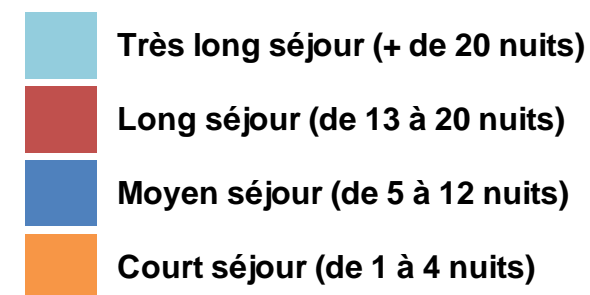 Très long séjour (+ de 20 nuits)
Long séjour (de 13 à 20 nuits)
Moyen séjour (de 5 à 12 nuits)
Court séjour (de 1 à 4 nuits)